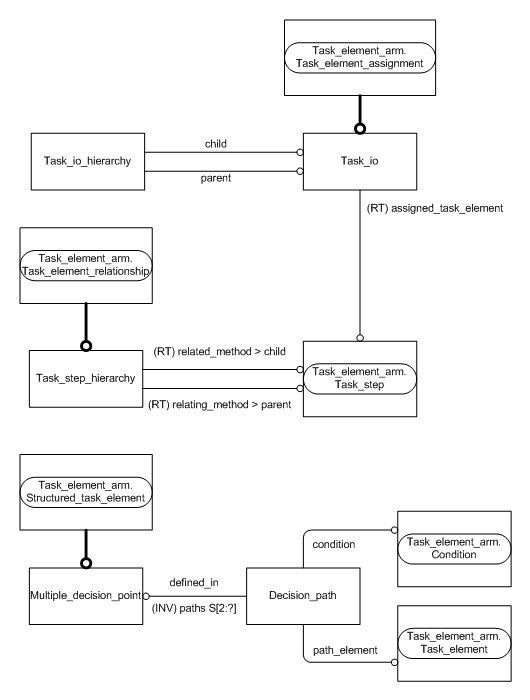 Task_element_arm.
Task_element_assignment
Task_io_hierarchy
child
parent
Task_io
(RT) assigned_task_element
Task_element_arm.
Task_element_relationship
Task_step_hierarchy
(RT) related_method > child
(RT) relating_method > parent
Task_element_arm.
Task_step
Task_element_arm.
Structured_task_element
Multiple_decision_point
defined_in
(INV) paths S[2:?]
Decision_path
condition
Task_element_arm.
Condition
path_element
Task_element_arm.
Task_element